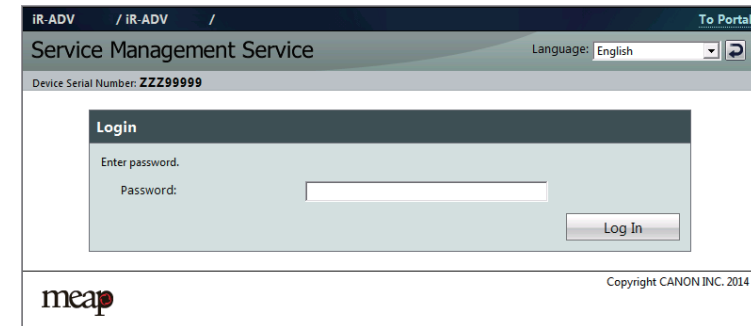 iR-ADV / iR-ADV / To Portal
Service Management Service Language: English
Device Serial Number: ZZZ99999
Login
Enter password.
Password:
Log In
Copyright CANON INC. 2014
meap